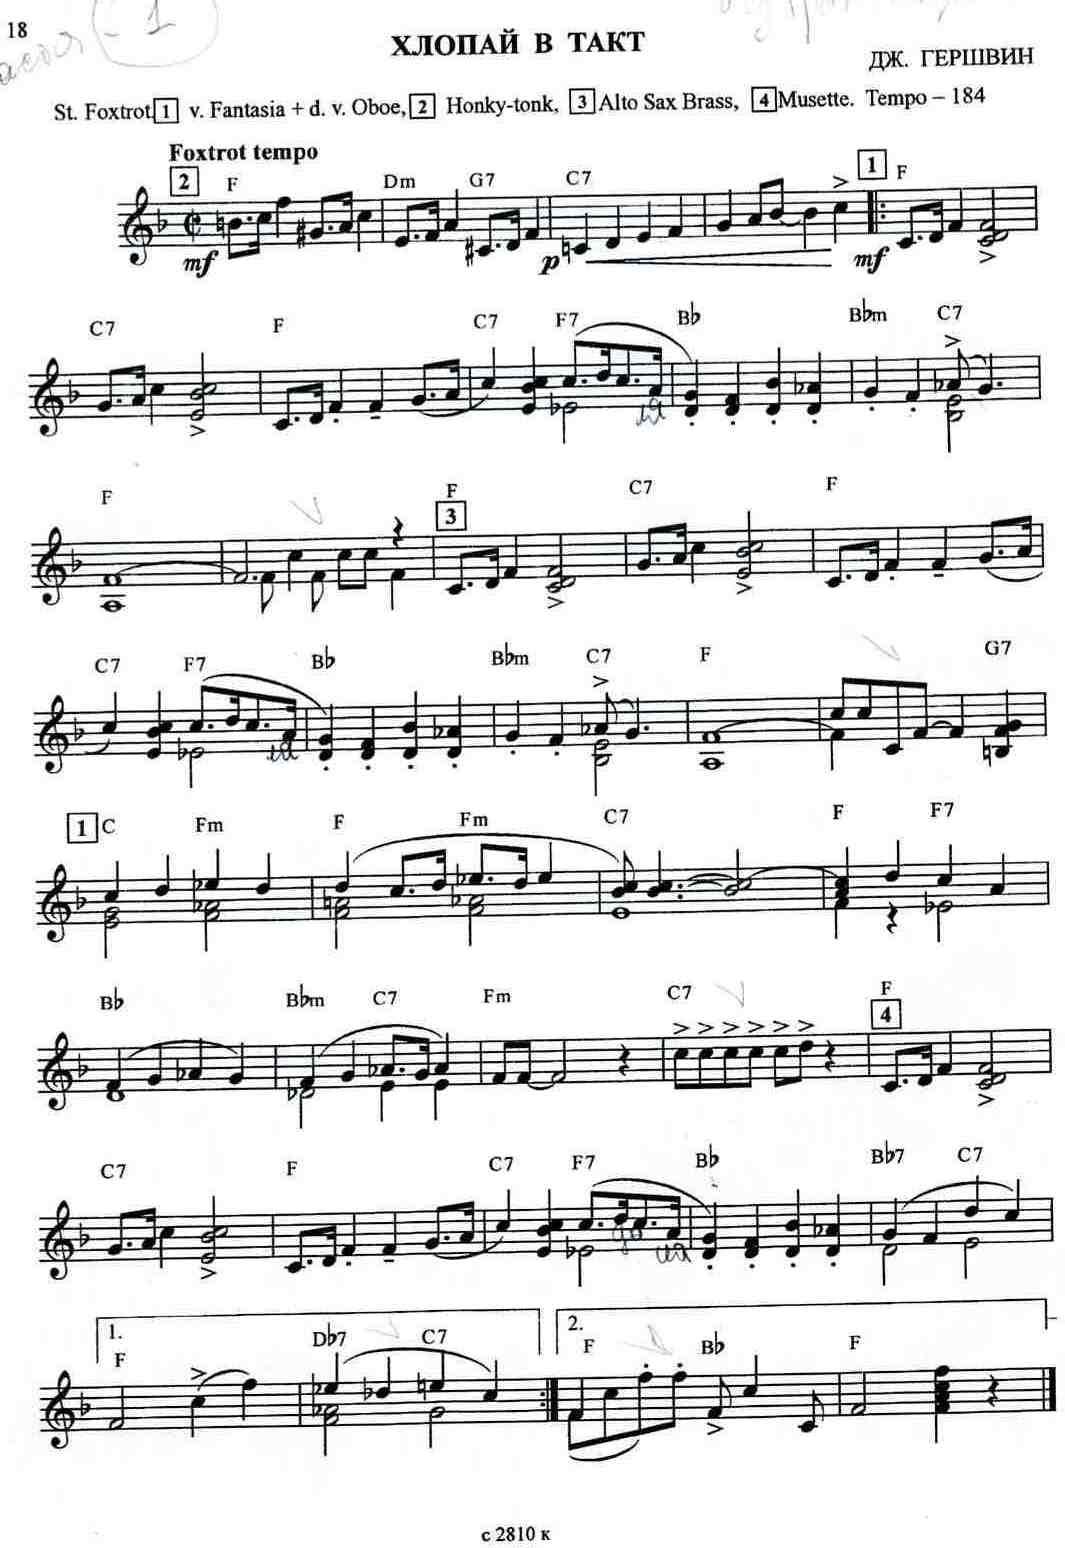 18
1
ХЛОПАЙ В ТАКТ
ДЖ. ГЕРШВИН
St. Foxtrot, 1 v. Fantasia + d. v. Oboe, 2 Honky-tonk, 3 Alto Sax Brass, 4 Musette. Tempo – 184
Foxtrot tempo
2 F Dm G7 C7 1 F
mf p mf
C7 F C7 F7 B♭ B♭m C7
ля
F F 3 C7 F
C7 F7 B♭ B♭m C7 F G7
1 C Fm F Fm C7 F F7
B♭ B♭m C7 Fm C7 F 4
C7 F C7 F7 B♭ B♭7 C7
до
1. F D♭7 C7 2. F B♭ F
с 2810 к